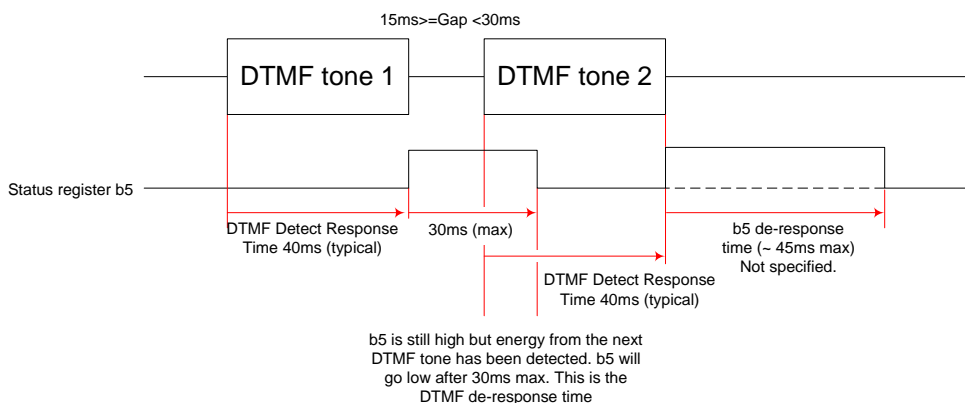 15ms>=Gap <30ms
DTMF tone 1
DTMF tone 2
Status register b5
DTMF Detect Response
Time 40ms (typical)
30ms (max)
b5 de-response
time (~ 45ms max)
Not specified.
DTMF Detect Response
Time 40ms (typical)
b5 is still high but energy from the next
DTMF tone has been detected. b5 will
go low after 30ms max. This is the
DTMF de-response time